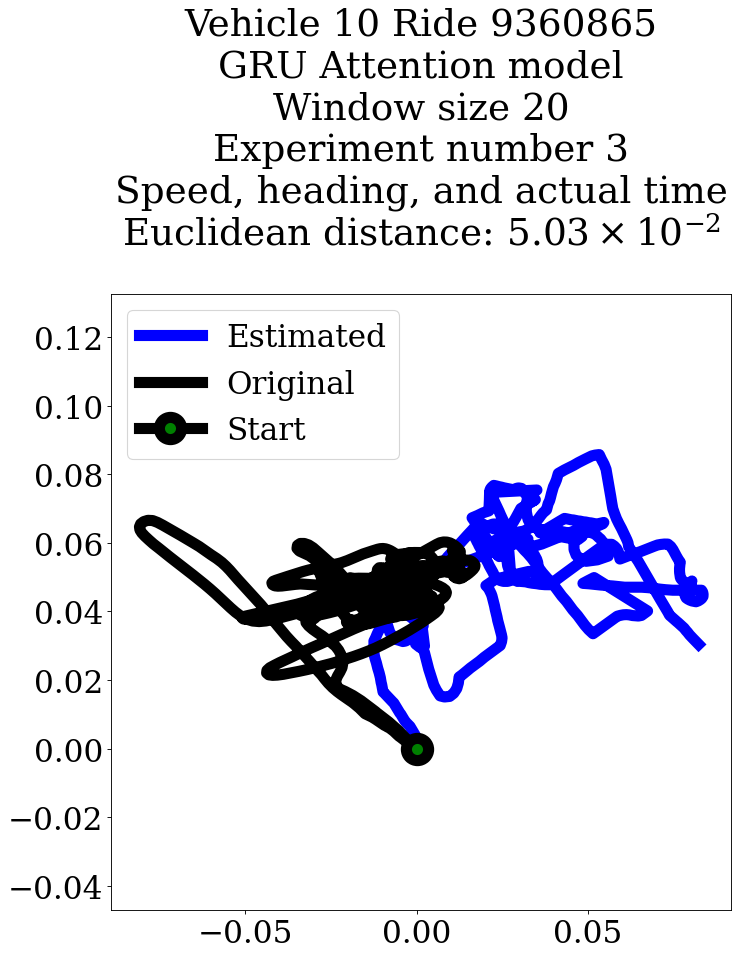 Vehicle 10 Ride 9360865
GRU Attention model
Window size 20
Experiment number 3
Speed, heading, and actual time
Euclidean distance: 5.03 × 10⁻²
Estimated
Original
Start
0.12
0.10
0.08
0.06
0.04
0.02
0.00
−0.02
−0.04
−0.05 0.00 0.05